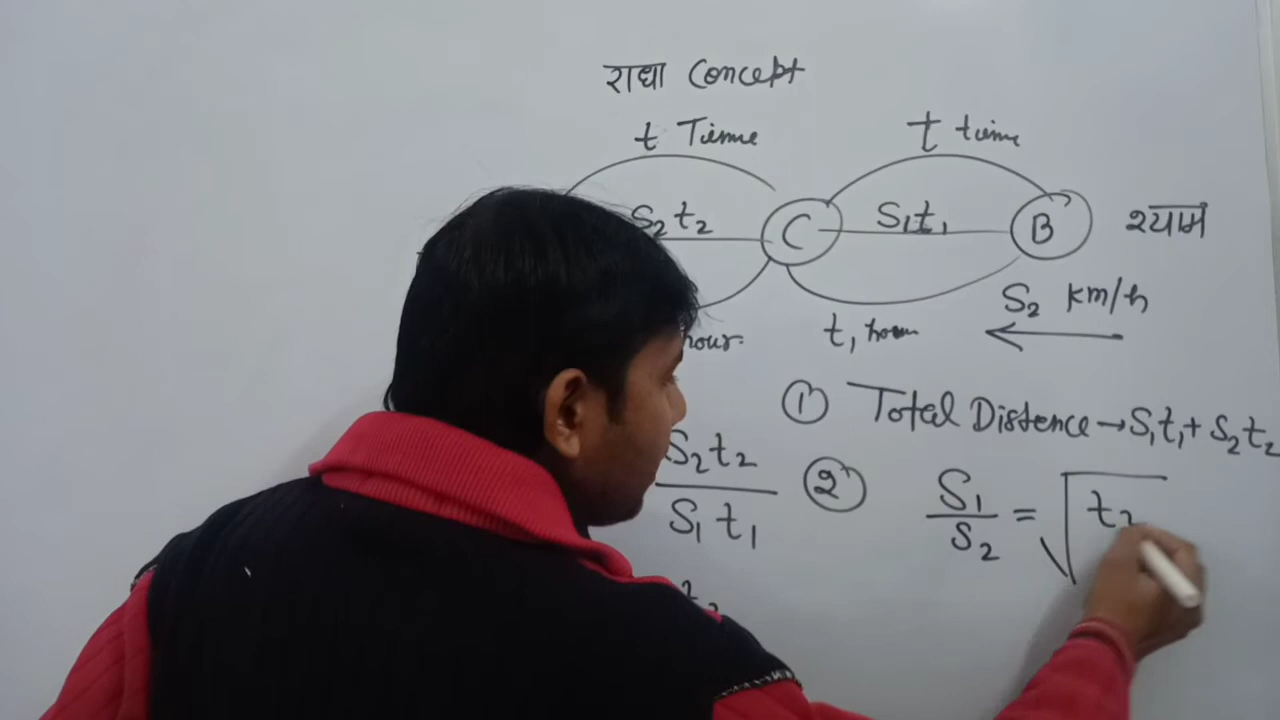 राधा Concept
t Time t time
S₂t₂ C S₁t₁ B श्याम
S₂ km/h
hour. t₁ hour
① Total Distence → S₁t₁ + S₂t₂
S₂t₂ / S₁t₁ ② S₁ / S₂ = √ t₂